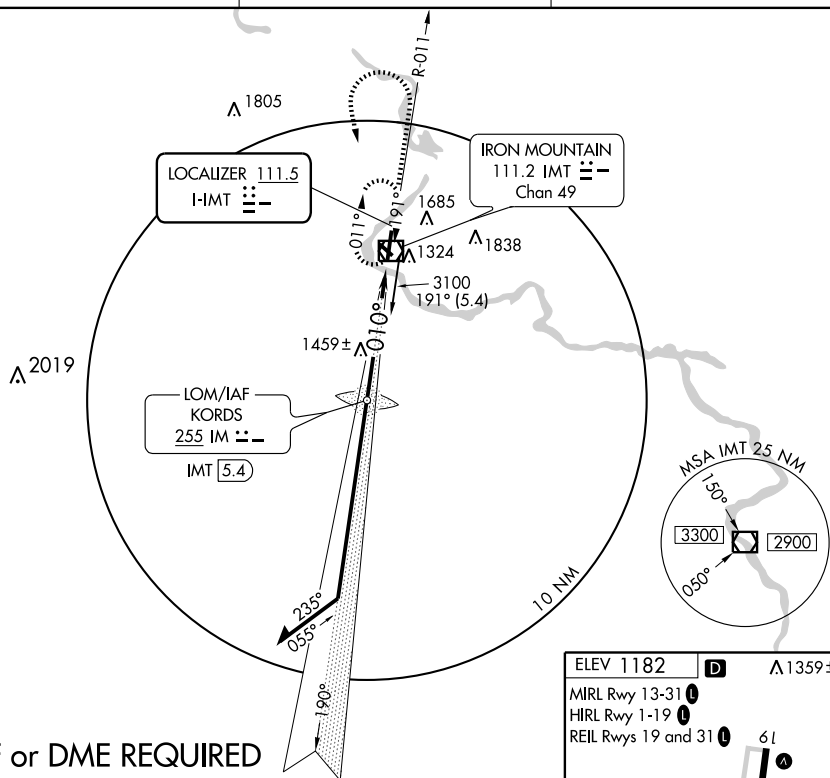 R-011
1805
LOCALIZER 111.5
I-IMT
IRON MOUNTAIN
111.2 IMT
Chan 49
191°
011°
1685
1838
1324
3100
191° (5.4)
010°
1459±
2019
LOM/IAF
KORDS
255 IM
IMT 5.4
MSA IMT 25 NM
150°
3300
2900
050°
10 NM
235°
055°
190°
ELEV 1182 D 1359±
MIRL Rwy 13-31 L
HIRL Rwy 1-19 L
REIL Rwys 19 and 31 L
19
A
or DME REQUIRED